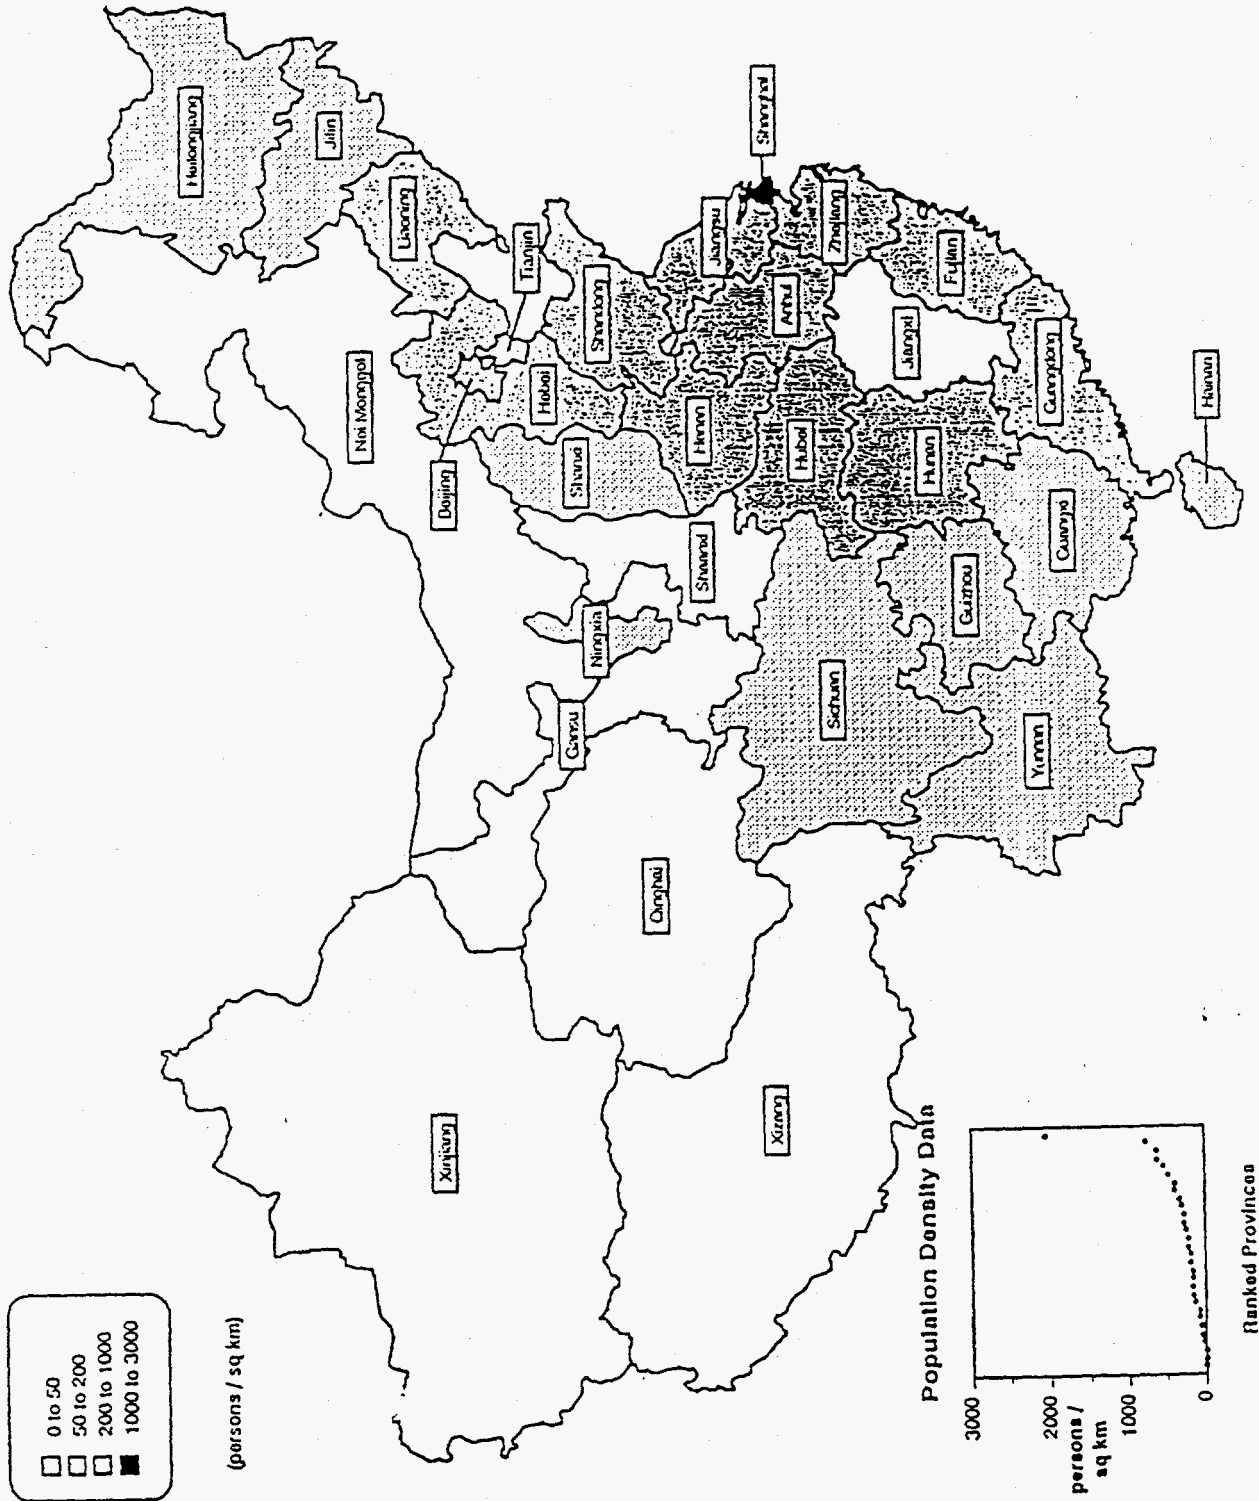 0 to 50
50 to 200
200 to 1000
1000 to 3000
(persons / sq km)
Heilongjiang
Jilin
Liaoning
Nei Monggol
Beijing
Tianjin
Hebei
Shanxi
Shandong
Xinjiang
Gansu
Ningxia
Qinghai
Shaanxi
Henan
Jiangsu
Shanghai
Anhui
Hubei
Zhejiang
Xizang
Sichuan
Jiangxi
Hunan
Fujian
Guizhou
Yunnan
Guangxi
Guangdong
Hainan
Population Density Data
3000
2000
1000
0
persons /
sq km
Ranked Provinces